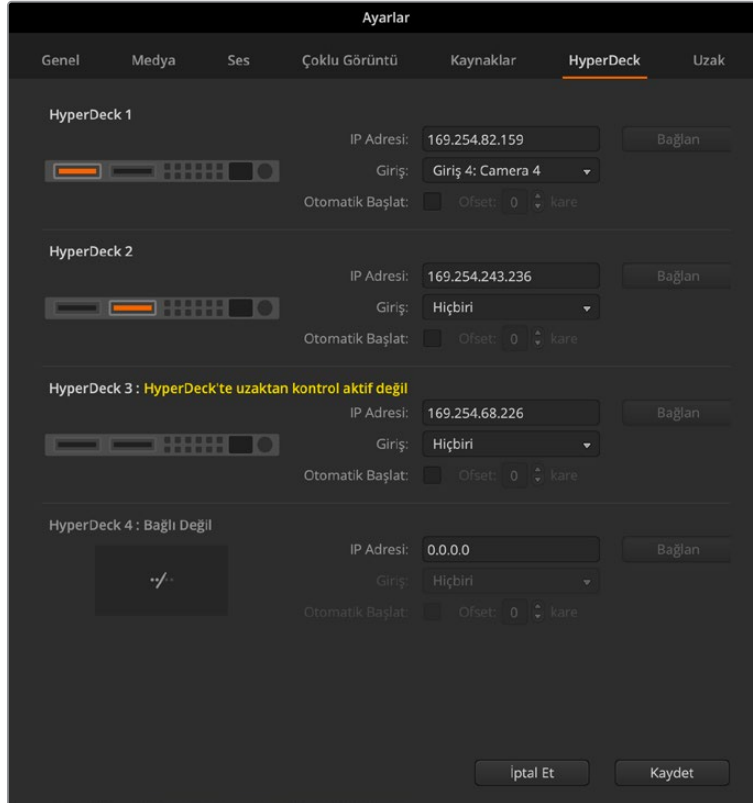 Ayarlar
Genel Medya Ses Çoklu Görüntü Kaynaklar HyperDeck Uzak
HyperDeck 1
IP Adresi: 169.254.82.159 Bağlan
Giriş: Giriş 4: Camera 4
Otomatik Başlat: Ofset: 0 kare
HyperDeck 2
IP Adresi: 169.254.243.236 Bağlan
Giriş: Hiçbiri
Otomatik Başlat: Ofset: 0 kare
HyperDeck 3 : HyperDeck'te uzaktan kontrol aktif değil
IP Adresi: 169.254.68.226 Bağlan
Giriş: Hiçbiri
Otomatik Başlat: Ofset: 0 kare
HyperDeck 4 : Bağlı Değil
IP Adresi: 0.0.0.0 Bağlan
Giriş: Hiçbiri
Otomatik Başlat: Ofset: 0 kare
İptal Et Kaydet